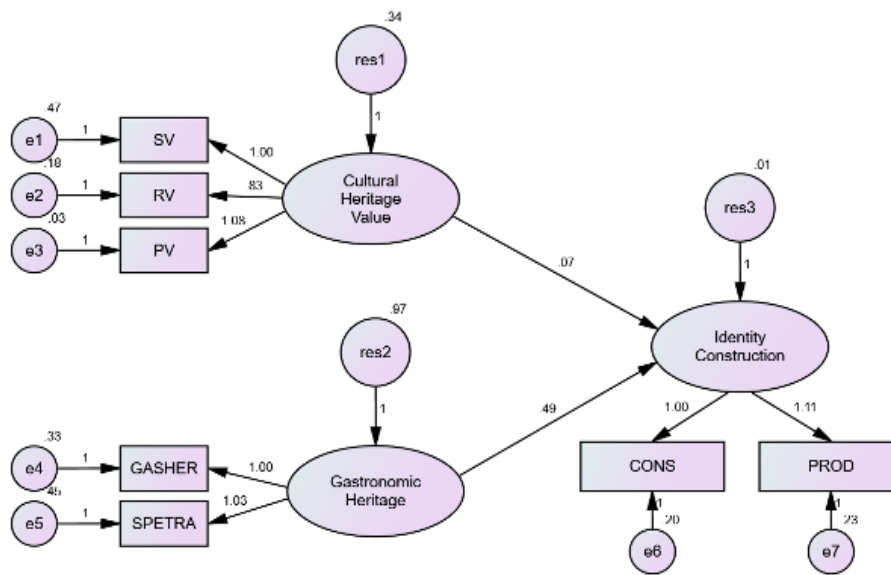 .34
res1
.47
e1
1
SV
1.00
1
.18
e2
1
RV
.83
Cultural
Heritage
Value
.03
e3
1
PV
1.08
.01
res3
1
.07
Identity
Construction
.97
res2
1
.49
1.00
1.11
.33
e4
1
GASHER
1.00
Gastronomic
Heritage
.45
e5
1
SPETRA
1.03
CONS
PROD
1
.20
e6
1
.23
e7